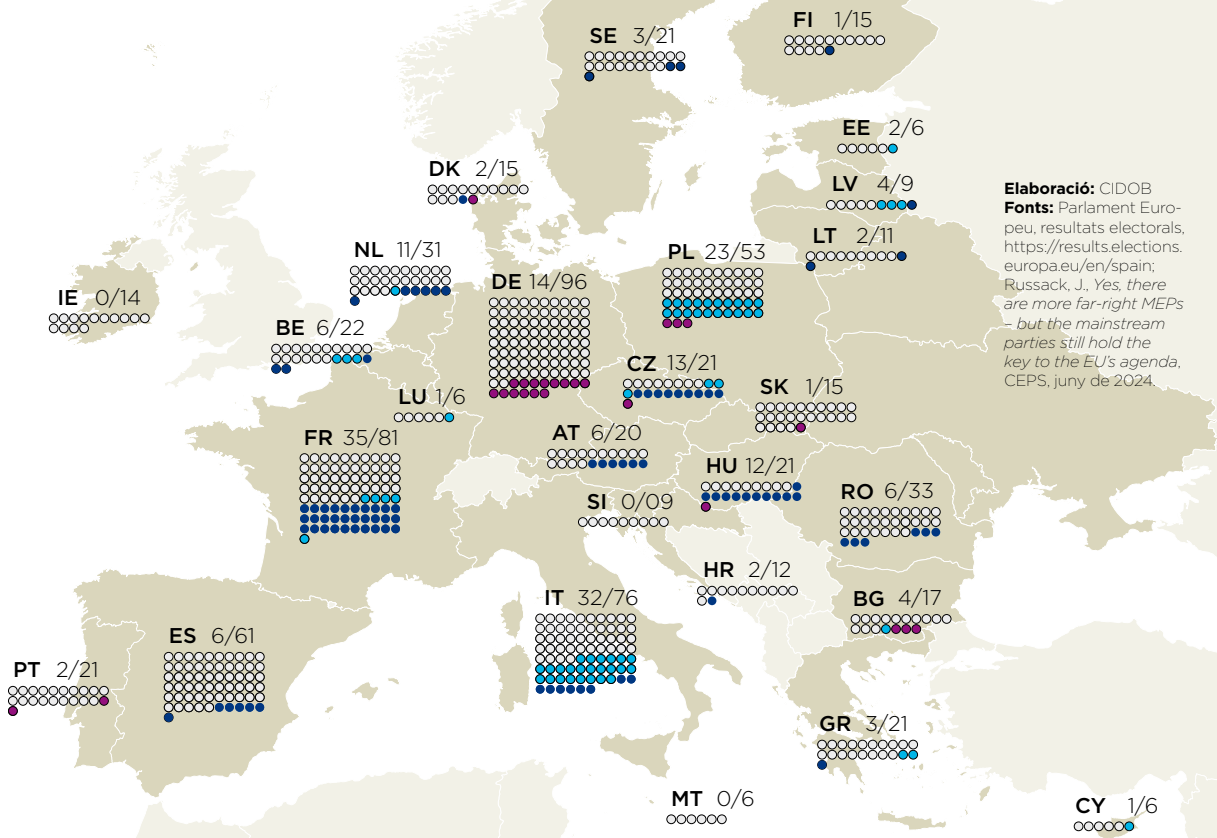 FI 1/15
SE 3/21
EE 2/6
DK 2/15
LV 4/9
LT 2/11
NL 11/31
PL 23/53
DE 14/96
IE 0/14
BE 6/22
CZ 13/21
SK 1/15
LU 1/6
FR 35/81
AT 6/20
HU 12/21
RO 6/33
SI 0/09
HR 2/12
IT 32/76
BG 4/17
ES 6/61
PT 2/21
GR 3/21
MT 0/6
CY 1/6
Elaboració: CIDOB
Fonts: Parlament Euro-
peu, resultats electorals,
https://results.elections.
europa.eu/en/spain;
Russack, J., Yes, there
are more far-right MEPs
– but the mainstream
parties still hold the
key to the EU's agenda,
CEPS, juny de 2024.